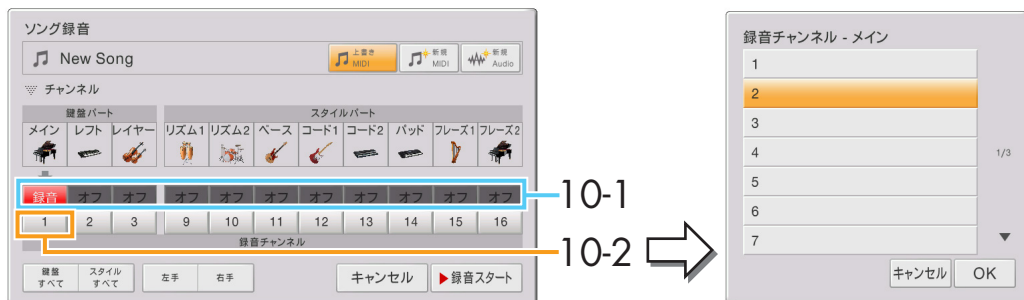 ソング録音
New Song
上書き MIDI
新規 MIDI
新規 Audio
チャンネル
鍵盤パート スタイルパート
メイン レフト レイヤー リズム1 リズム2 ベース コード1 コード2 パッド フレーズ1 フレーズ2
録音 オフ オフ オフ オフ オフ オフ オフ オフ オフ オフ
1 2 3 9 10 11 12 13 14 15 16
録音チャンネル
鍵盤 すべて
スタイル すべて
左手 右手 キャンセル 録音スタート
10-1
10-2
録音チャンネル - メイン
1
2
3
4
5
6
7
1/3
キャンセル OK